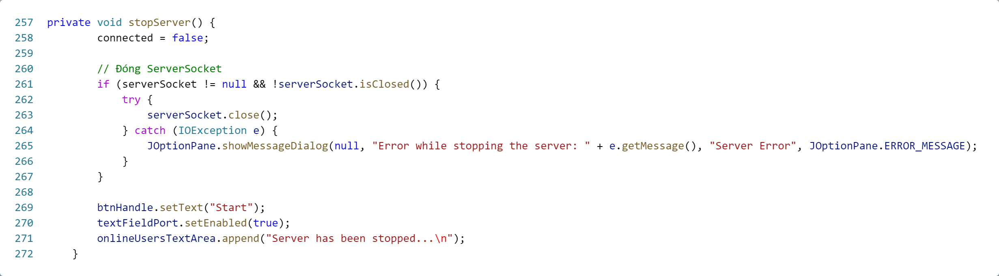 257 private void stopServer() {
258 connected = false;
259
260 // Đóng ServerSocket
261 if (serverSocket != null && !serverSocket.isClosed()) {
262 try {
263 serverSocket.close();
264 } catch (IOException e) {
265 JOptionPane.showMessageDialog(null, "Error while stopping the server: " + e.getMessage(), "Server Error", JOptionPane.ERROR_MESSAGE);
266 }
267 }
268
269 btnHandle.setText("Start");
270 textFieldPort.setEnabled(true);
271 onlineUsersTextArea.append("Server has been stopped...\n");
272 }